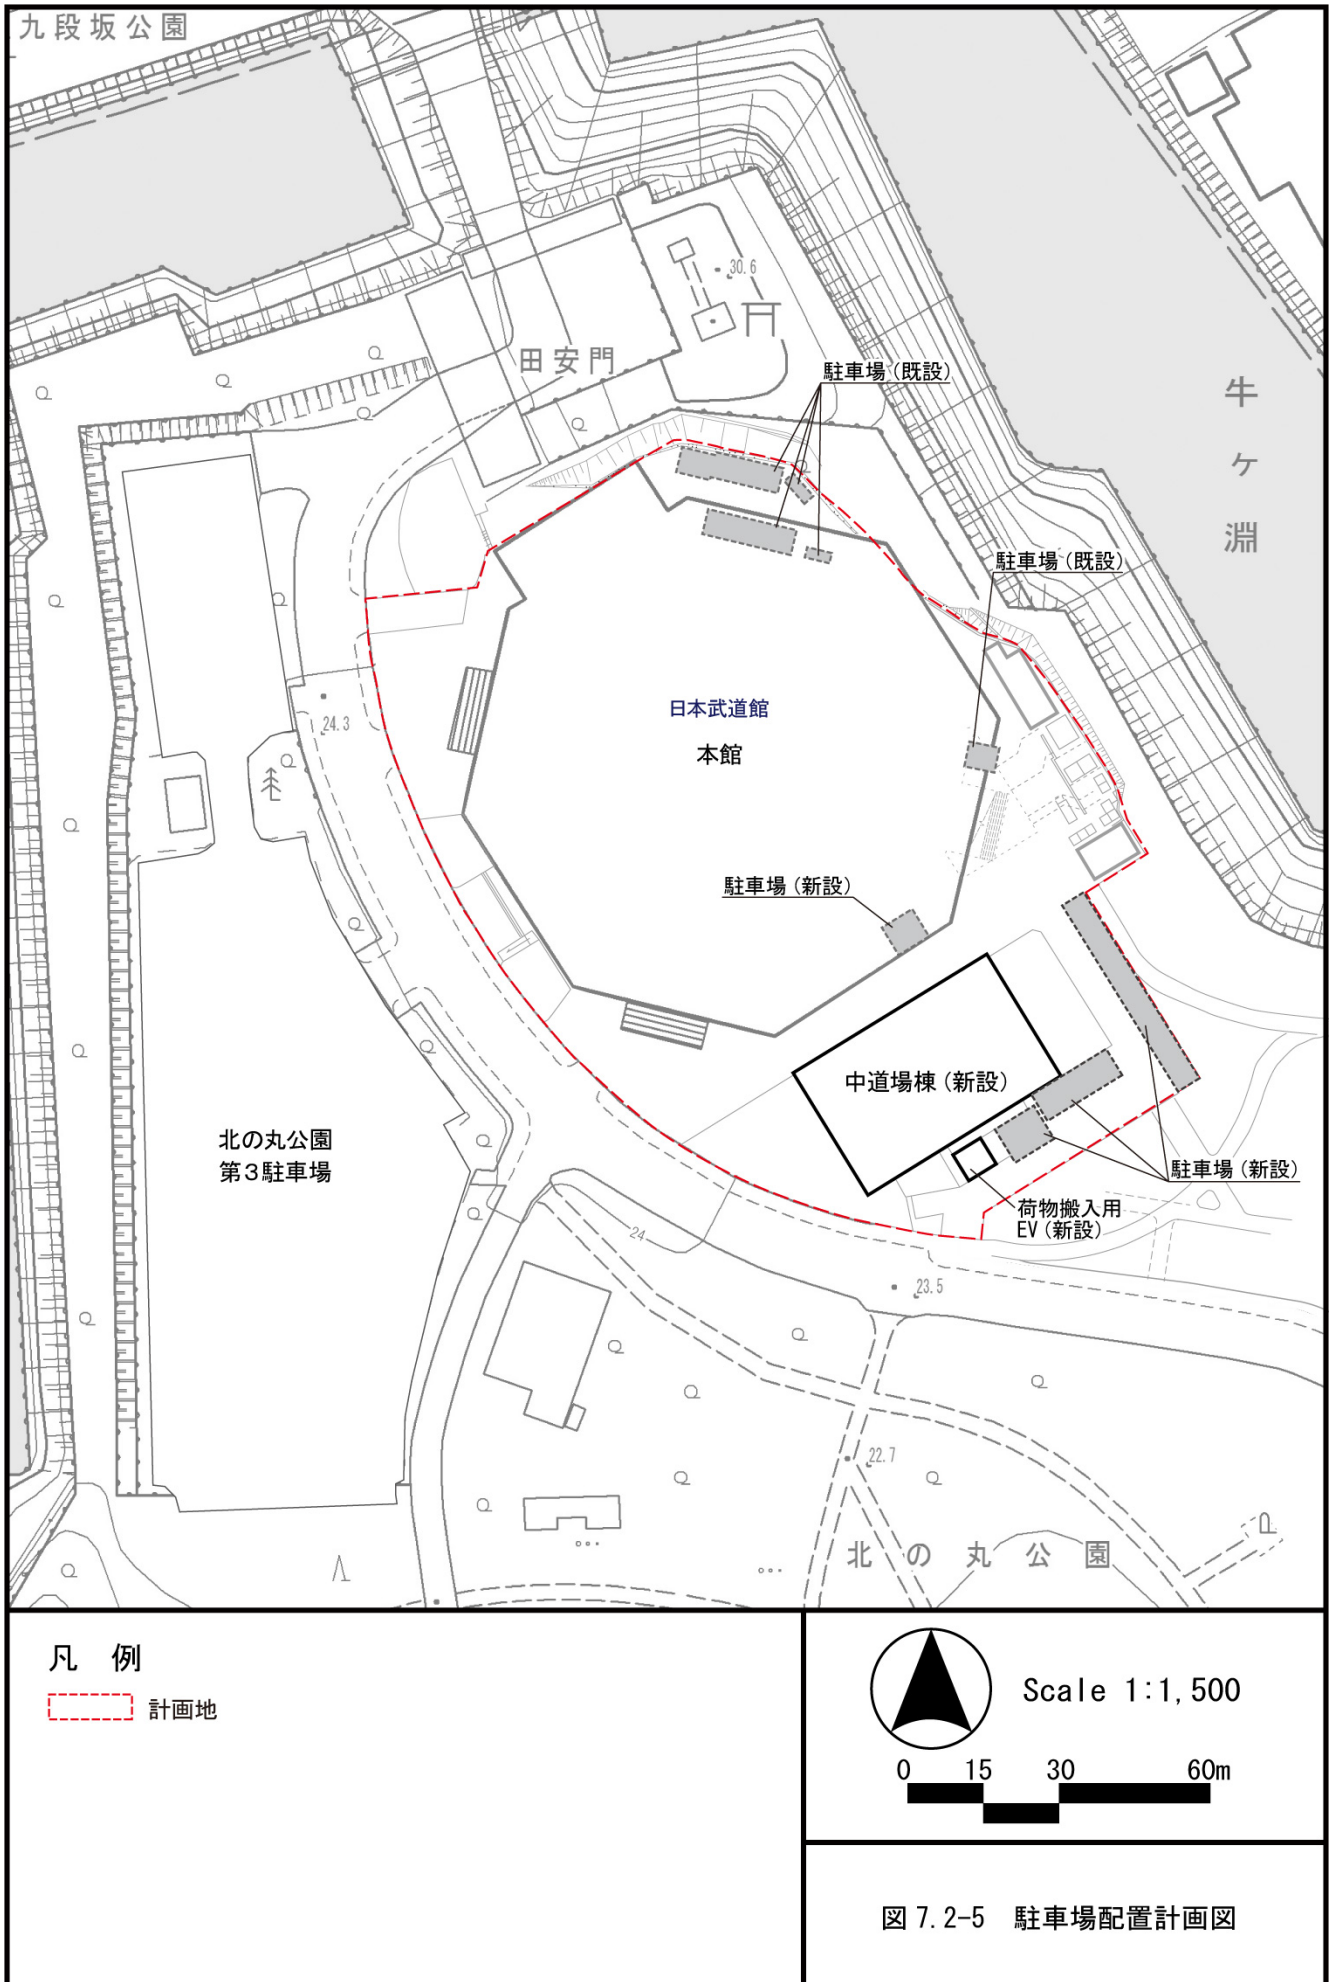 九段坂公園
30.6
田安門
駐車場(既設)
牛ヶ淵
駐車場(既設)
日本武道館
本館
24.3
駐車場(新設)
中道場棟(新設)
北の丸公園
第3駐車場
駐車場(新設)
荷物搬入用
EV(新設)
24
23.5
22.7
北の丸公園
凡 例
計画地
Scale 1:1,500
0 15 30 60m
図 7.2-5 駐車場配置計画図